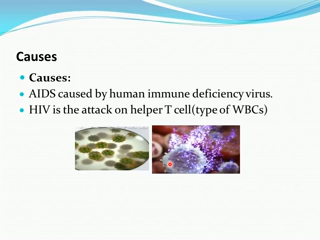 Causes
Causes:
AIDS caused by human immune deficiency virus.
HIV is the attack on helper T cell(type of WBCs)